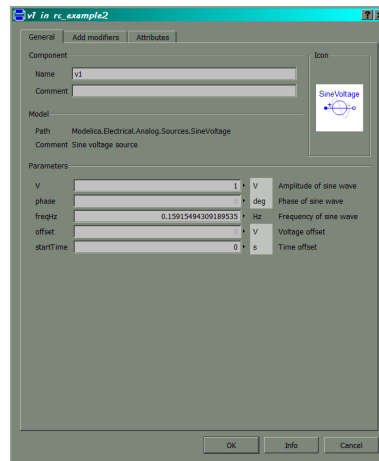 v1 in rc_example2
General Add modifiers Attributes
Component
Icon
Name v1
Comment
SineVoltage
Model
Path Modelica.Electrical.Analog.Sources.SineVoltage
Comment Sine voltage source
Parameters
V 1 V Amplitude of sine wave
phase 0 deg Phase of sine wave
freqHz 0.15915494309189535 Hz Frequency of sine wave
offset 0 V Voltage offset
startTime 0 s Time offset
OK Info Cancel